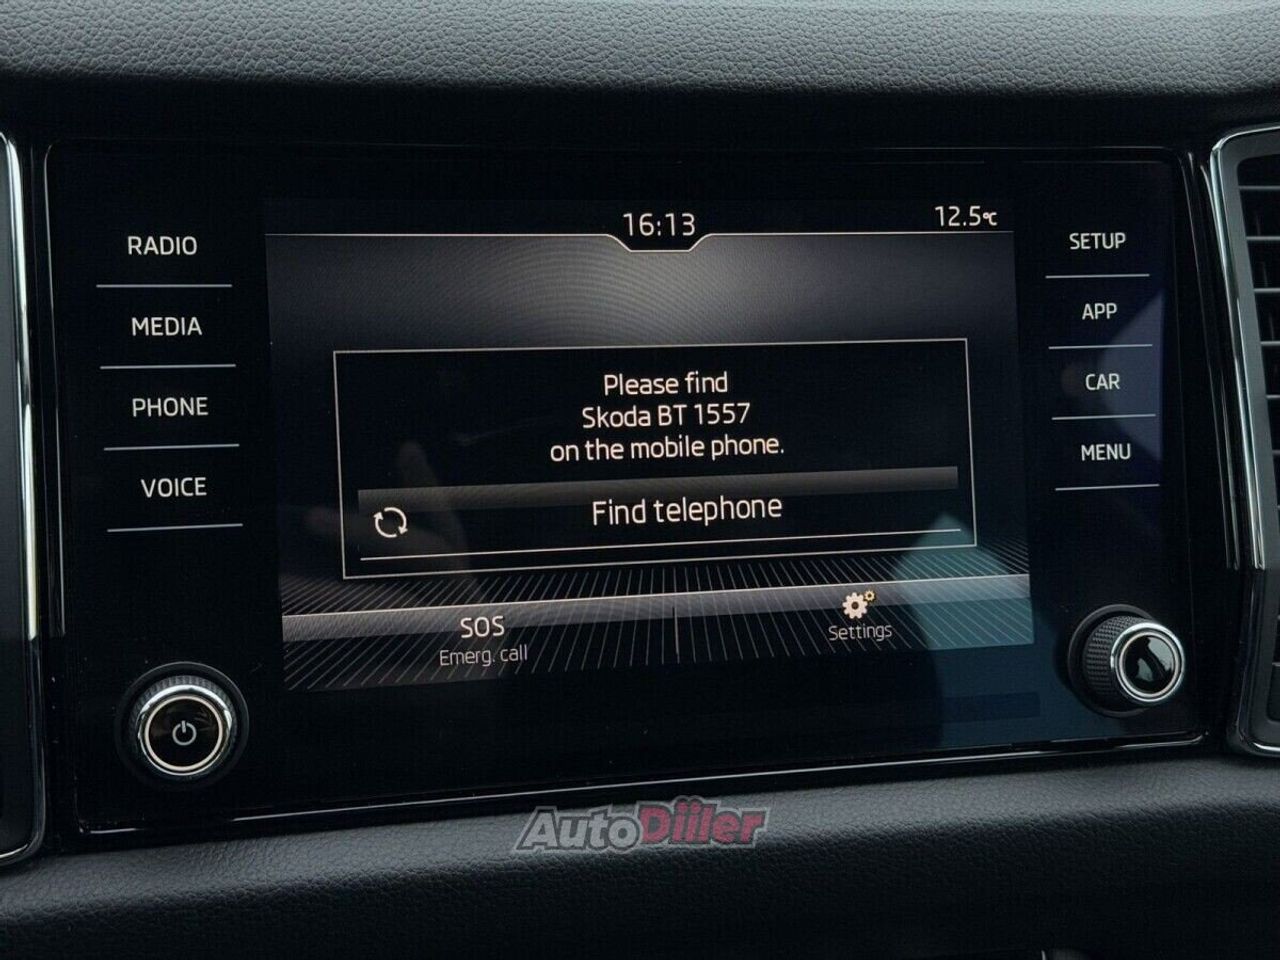 16:13
12.5°C
RADIO
MEDIA
PHONE
VOICE
SETUP
APP
CAR
MENU
Please find
Skoda BT 1557
on the mobile phone.
Find telephone
SOS
Emerg. call
Settings
AutoDiiler